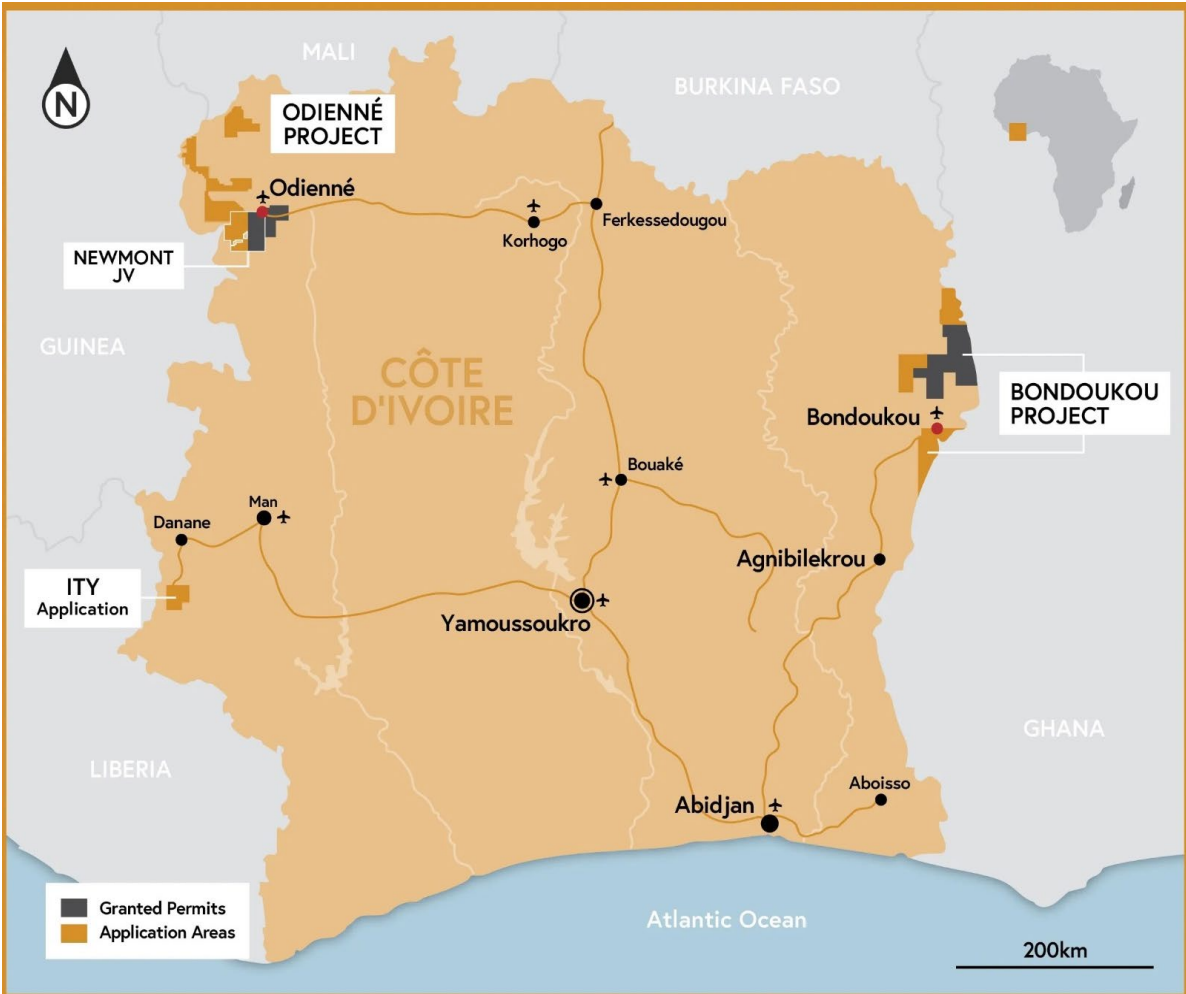 MALI
BURKINA FASO
N
ODIENNÉ
PROJECT
Odienné
Korhogo
Ferkessedougou
NEWMONT
JV
GUINEA
CÔTE
D'IVOIRE
BONDOUKOU
PROJECT
Bondoukou
Bouaké
Man
Danane
Agnibilekrou
ITY
Application
Yamoussoukro
GHANA
LIBERIA
Abidjan
Aboisso
Granted Permits
Application Areas
Atlantic Ocean
200km